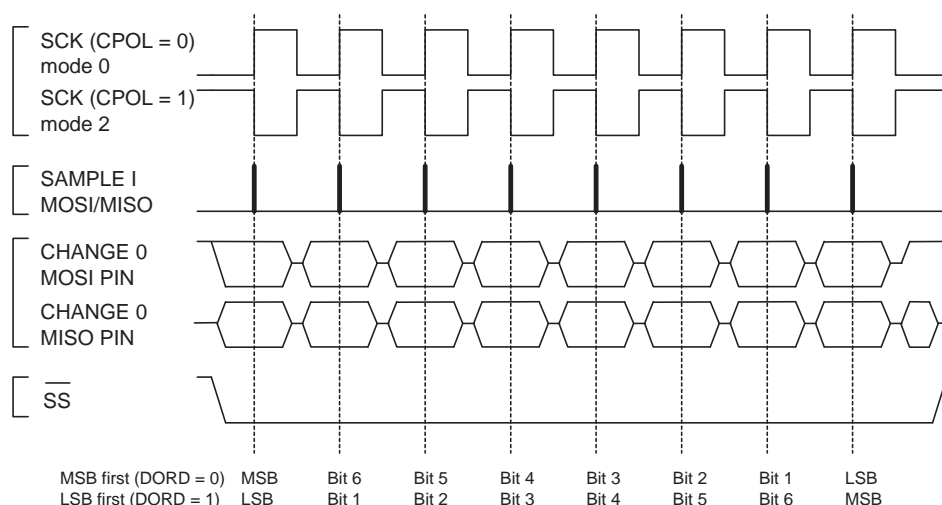 SCK (CPOL = 0)
mode 0
SCK (CPOL = 1)
mode 2
SAMPLE I
MOSI/MISO
CHANGE 0
MOSI PIN
CHANGE 0
MISO PIN
SS
MSB first (DORD = 0) MSB Bit 6 Bit 5 Bit 4 Bit 3 Bit 2 Bit 1 LSB
LSB first (DORD = 1) LSB Bit 1 Bit 2 Bit 3 Bit 4 Bit 5 Bit 6 MSB